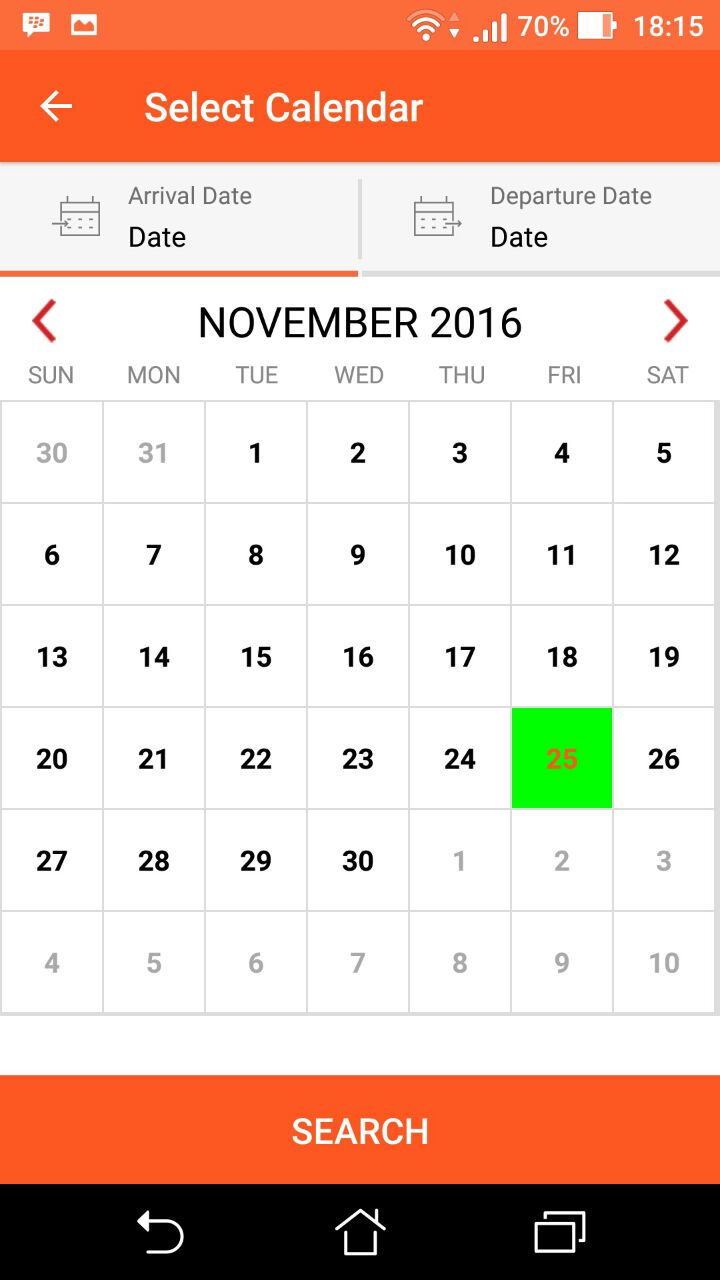 70% 18:15
Select Calendar
Arrival Date Departure Date
Date Date
NOVEMBER 2016
SUN MON TUE WED THU FRI SAT
30 31 1 2 3 4 5
6 7 8 9 10 11 12
13 14 15 16 17 18 19
20 21 22 23 24 25 26
27 28 29 30 1 2 3
4 5 6 7 8 9 10
SEARCH